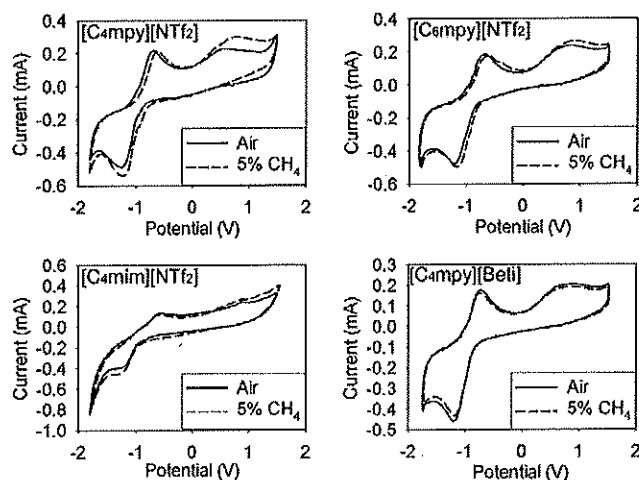 [C₄mpy][NTf₂]
Current (mA)
0.4
0.2
0.0
-0.2
-0.4
-0.6
Air
5% CH₄
-2 -1 0 1 2
Potential (V)
[C₆mpy][NTf₂]
Current (mA)
0.4
0.2
0.0
-0.2
-0.4
-0.6
Air
5% CH₄
-2 -1 0 1 2
Potential (V)
[C₄mim][NTf₂]
Current (mA)
0.6
0.4
0.2
0.0
-0.2
-0.4
-0.6
-0.8
-1.0
Air
5% CH₄
-2 -1 0 1 2
Potential (V)
[C₄mpy][Beti]
Current (mA)
0.3
0.2
0.1
0.0
-0.1
-0.2
-0.3
-0.4
-0.5
Air
5% CH₄
-2 -1 0 1 2
Potential (V)